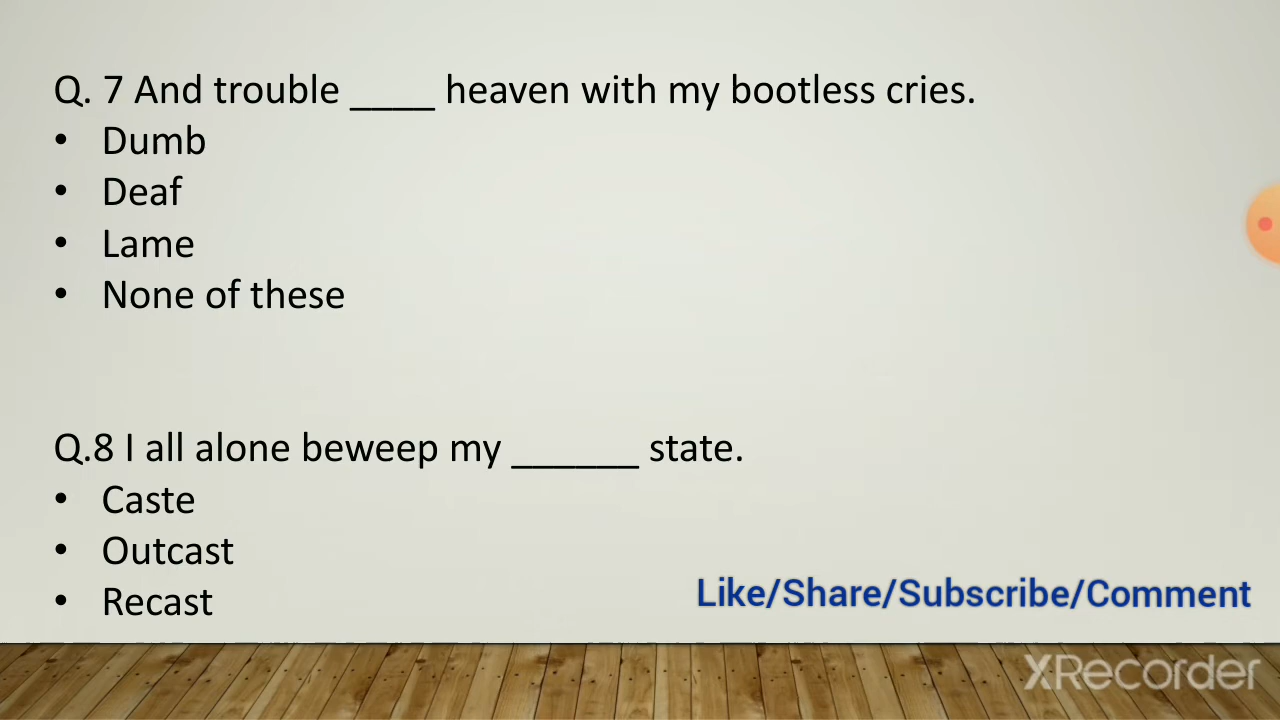 Q. 7 And trouble ____ heaven with my bootless cries.
• Dumb
• Deaf
• Lame
• None of these
Q.8 I all alone beweep my ______ state.
• Caste
• Outcast
• Recast
Like/Share/Subscribe/Comment
XRecorder